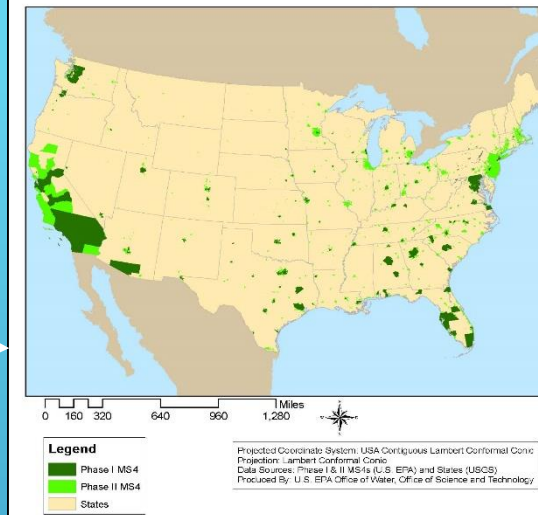 Miles
0 160 320 640 960 1,280
Legend
Phase I MS4
Phase II MS4
States
Projected Coordinate System: USA Contiguous Lambert Conformal Conic
Projection: Lambert Conformal Conic
Data Sources: Phase I & II MS4s (U.S. EPA) and States (USGS)
Produced By: U.S. EPA Office of Water, Office of Science and Technology